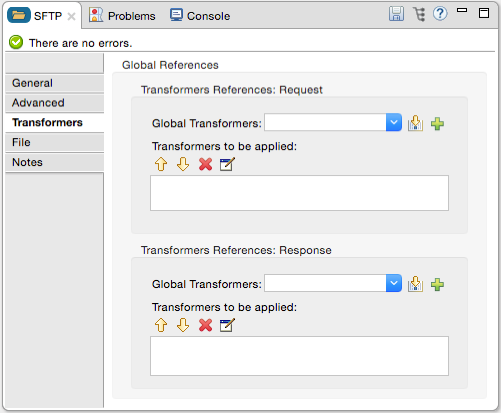 SFTP Problems Console
There are no errors.
Global References
General
Advanced
Transformers
File
Notes
Transformers References: Request
Global Transformers:
Transformers to be applied:
Transformers References: Response
Global Transformers:
Transformers to be applied: